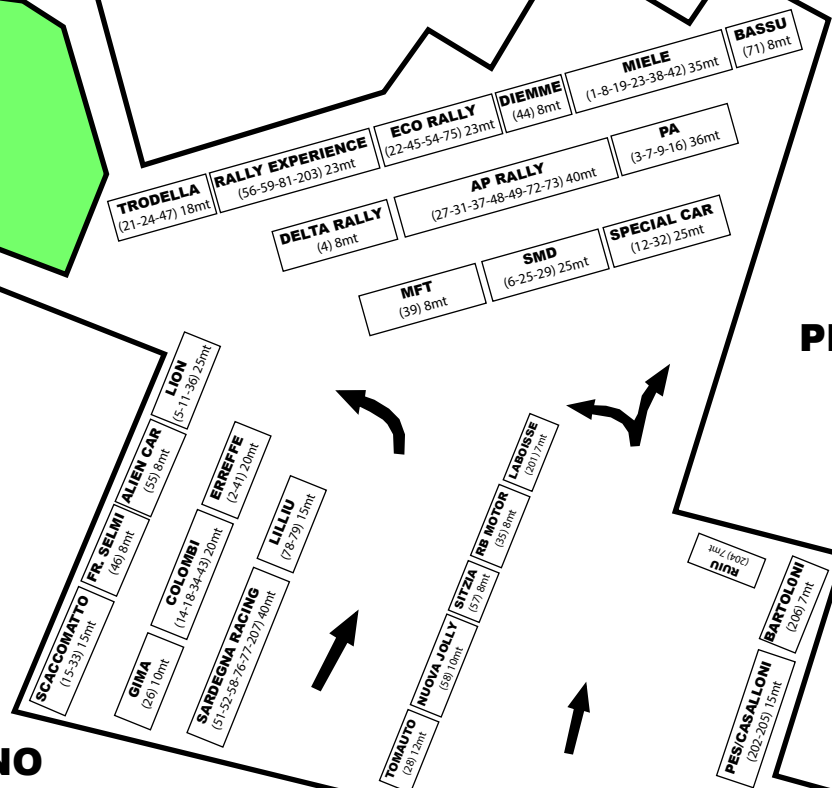 BASSU
(71) 8mt
MIELE
(1-8-19-23-38-42) 35mt
DIEMME
(44) 8mt
ECO RALLY
(22-45-54-75) 23mt
RALLY EXPERIENCE
(56-59-81-203) 23mt
TRODELLA
(21-24-47) 18mt
PA
(3-7-9-16) 36mt
AP RALLY
(27-31-37-48-49-72-73) 40mt
DELTA RALLY
(4) 8mt
SPECIAL CAR
(12-32) 25mt
SMD
(6-25-29) 25mt
MFT
(39) 8mt
LION
(5-11-36) 25mt
ALIEN CAR
(55) 8mt
FR. SELMI
(46) 8mt
SCACCOMATTO
(15-33) 15mt
ERREFFE
(2-41) 20mt
COLOMBI
(14-18-34-43) 20mt
GIMA
(26) 10mt
LILLIU
(78-79) 15mt
SARDEGNA RACING
(51-52-58-76-77-207) 40mt
LABOISSE
(201) 7mt
RB MOTOR
(35) 8mt
SITZIA
(57) 8mt
NUOVA JOLLY
(58) 10mt
TOMAUTO
(28) 12mt
RUIU
(204) 7mt
BARTOLONI
(206) 7mt
PES/CASALLONI
(202-205) 15mt
NO